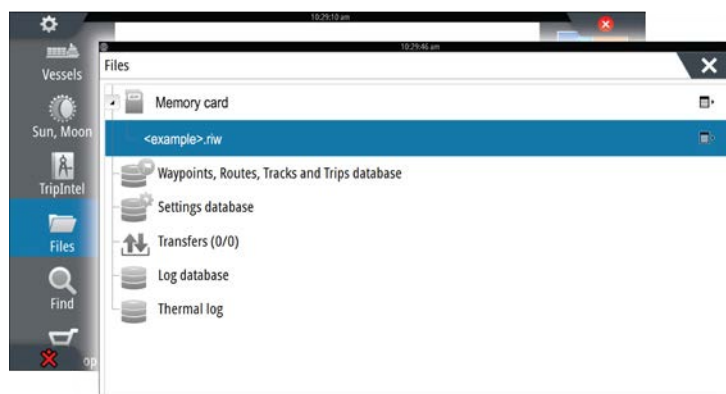 10:29:10 am
Vessels
Sun, Moon
TripIntel
Files
Find
op
10:29:46 am
Files
Memory card
<example>.riw
Waypoints, Routes, Tracks and Trips database
Settings database
Transfers (0/0)
Log database
Thermal log